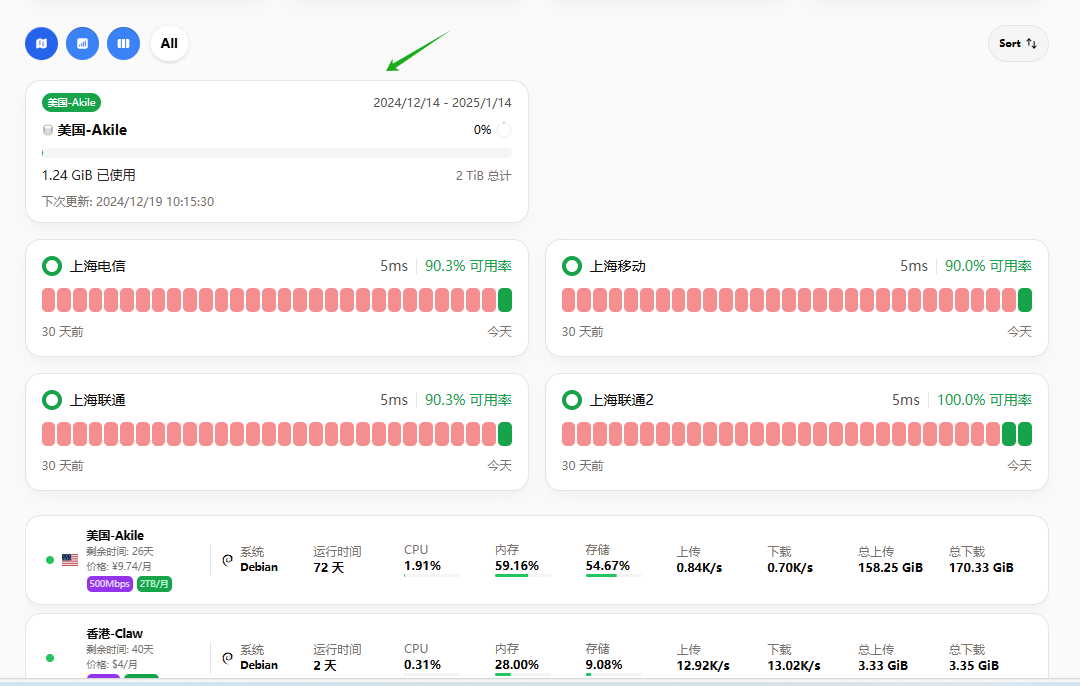 All
Sort
美国-Akile
2024/12/14 - 2025/1/14
美国-Akile
0%
1.24 GiB 已使用
2 TiB 总计
下次更新: 2024/12/19 10:15:30
上海电信
5ms
90.3% 可用率
30 天前
今天
上海移动
5ms
90.0% 可用率
30 天前
今天
上海联通
5ms
90.3% 可用率
30 天前
今天
上海联通2
5ms
100.0% 可用率
30 天前
今天
美国-Akile
剩余时间: 26天
价格: ¥9.74/月
500Mbps 2TB/月
系统
Debian
运行时间
72 天
CPU
1.91%
内存
59.16%
存储
54.67%
上传
0.84K/s
下载
0.70K/s
总上传
158.25 GiB
总下载
170.33 GiB
香港-Claw
剩余时间: 40天
价格: $4/月
系统
Debian
运行时间
2 天
CPU
0.31%
内存
28.00%
存储
9.08%
上传
12.92K/s
下载
13.02K/s
总上传
3.33 GiB
总下载
3.35 GiB